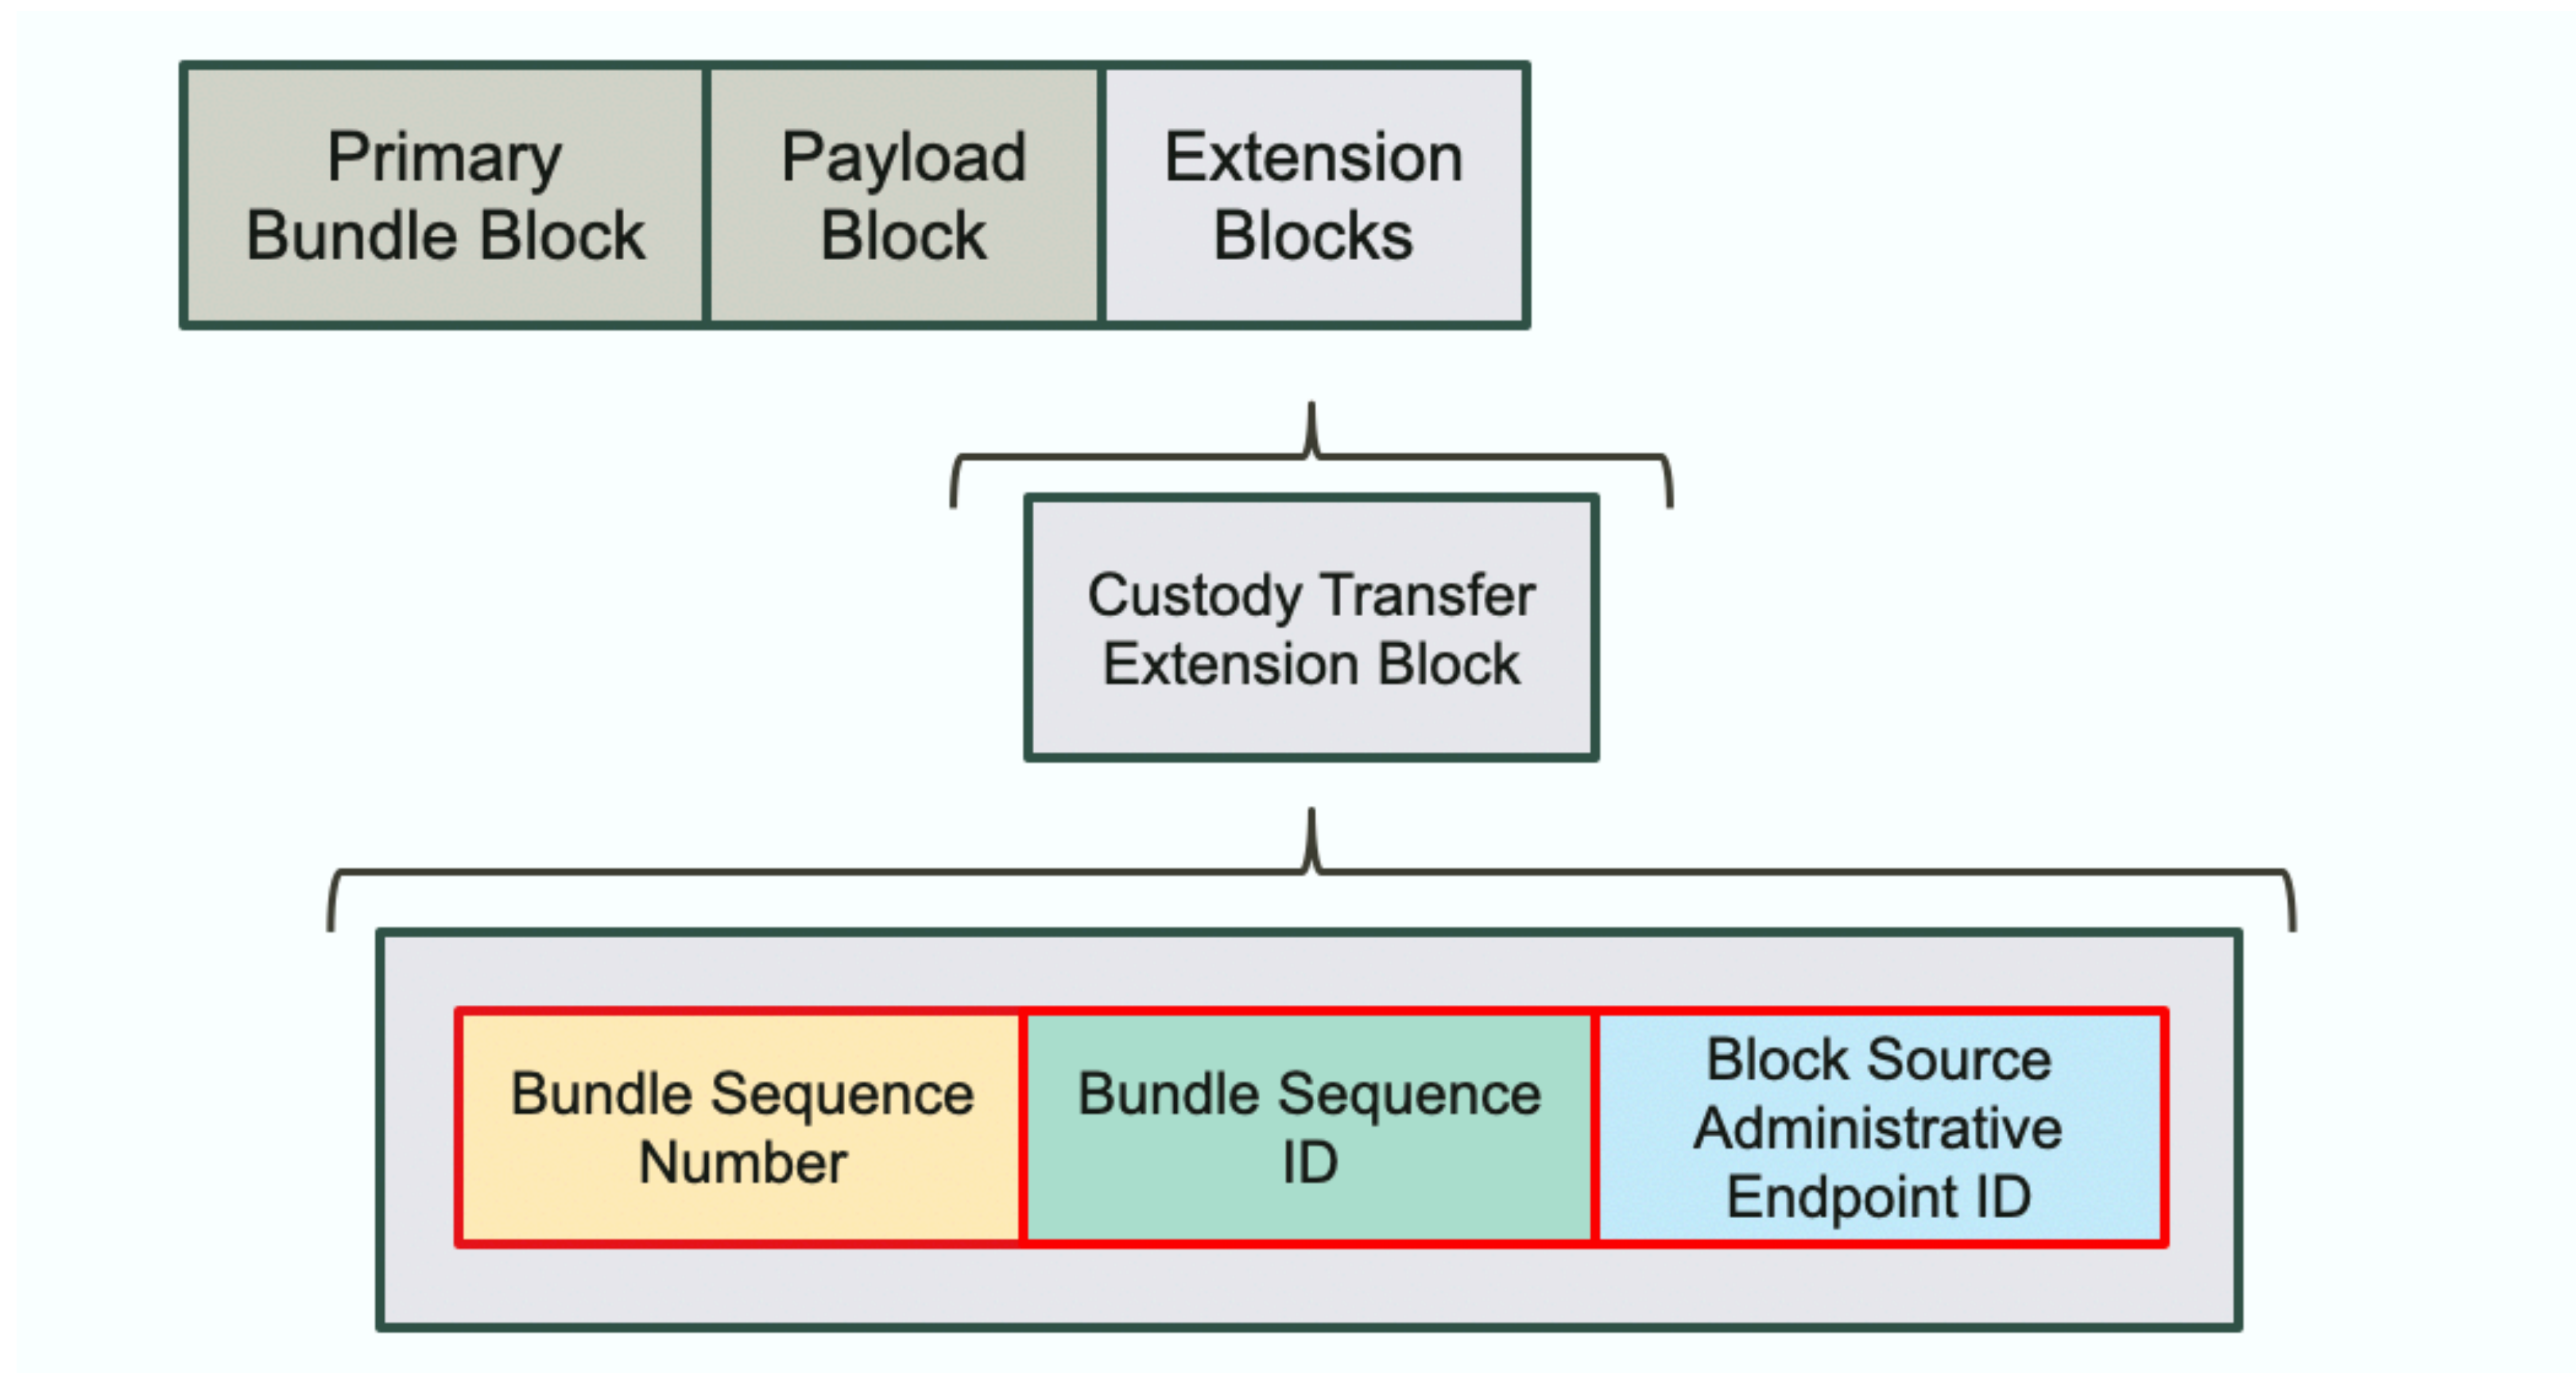 Primary
Bundle Block
Payload
Block
Extension
Blocks
Custody Transfer
Extension Block
Bundle Sequence
Number
Bundle Sequence
ID
Block Source
Administrative
Endpoint ID